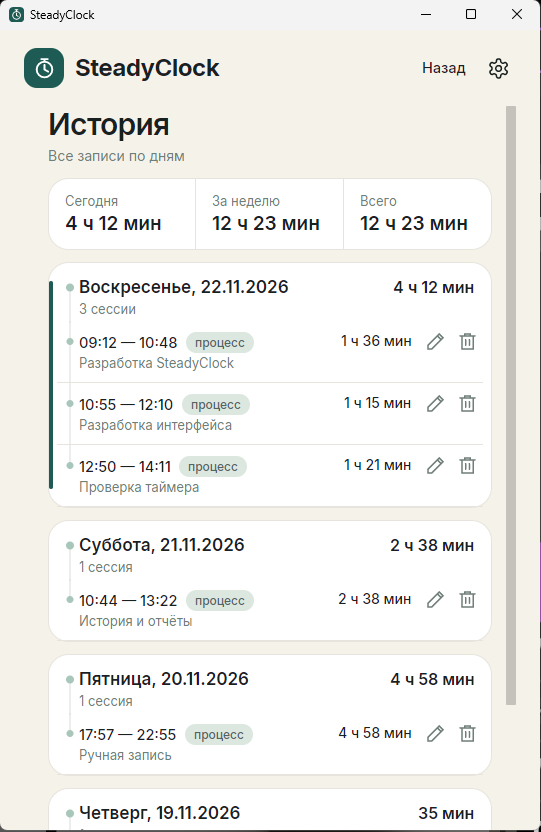 SteadyClock
SteadyClock
Назад
История
Все записи по дням
Сегодня
4 ч 12 мин
За неделю
12 ч 23 мин
Всего
12 ч 23 мин
Воскресенье, 22.11.2026 4 ч 12 мин
3 сессии
09:12 — 10:48 процесс 1 ч 36 мин
Разработка SteadyClock
10:55 — 12:10 процесс 1 ч 15 мин
Разработка интерфейса
12:50 — 14:11 процесс 1 ч 21 мин
Проверка таймера
Суббота, 21.11.2026 2 ч 38 мин
1 сессия
10:44 — 13:22 процесс 2 ч 38 мин
История и отчёты
Пятница, 20.11.2026 4 ч 58 мин
1 сессия
17:57 — 22:55 процесс 4 ч 58 мин
Ручная запись
Четверг, 19.11.2026 35 мин